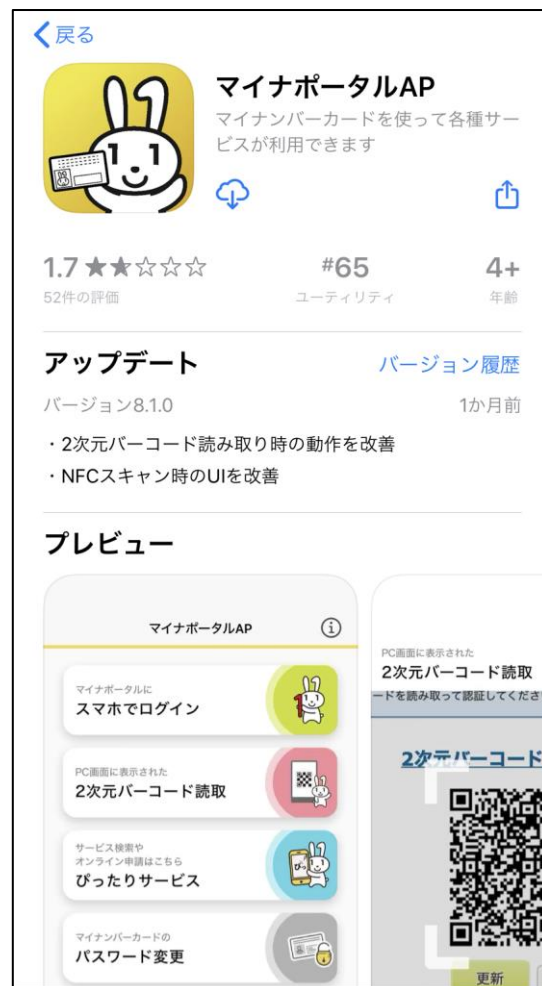 戻る
マイナポータルAP
マイナンバーカードを使って各種サー
ビスが利用できます
1.7 ★★☆☆☆
#65
4+
52件の評価
ユーティリティ
年齢
アップデート
バージョン履歴
バージョン8.1.0
1か月前
・2次元バーコード読み取り時の動作を改善
・NFCスキャン時のUIを改善
プレビュー
マイナポータルAP
マイナポータルに
スマホでログイン
PC画面に表示された
2次元バーコード読取
サービス検索や
オンライン申請はこちら
ぴったりサービス
マイナンバーカードの
パスワード変更
PC画面に表示された
2次元バーコード読取
ードを読み取って認証してくださ
2次元バーコード
更新